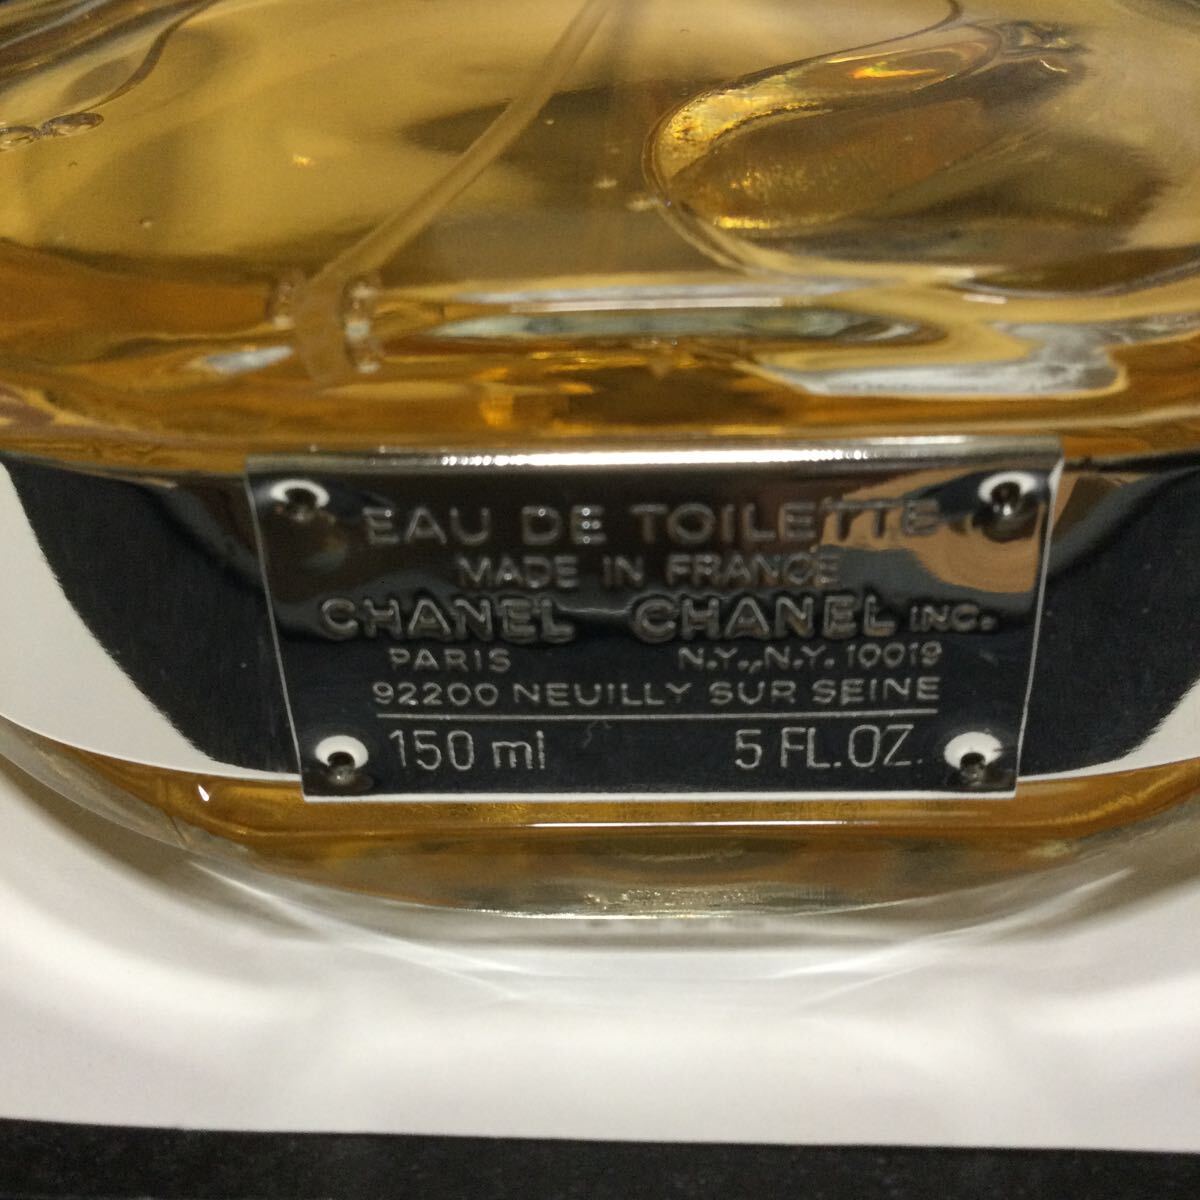 EAU DE TOILETTE
MADE IN FRANCE
CHANEL CHANEL INC.
PARIS N.Y., N.Y. 10019
92200 NEUILLY SUR SEINE
150 ml 5 FL.OZ.